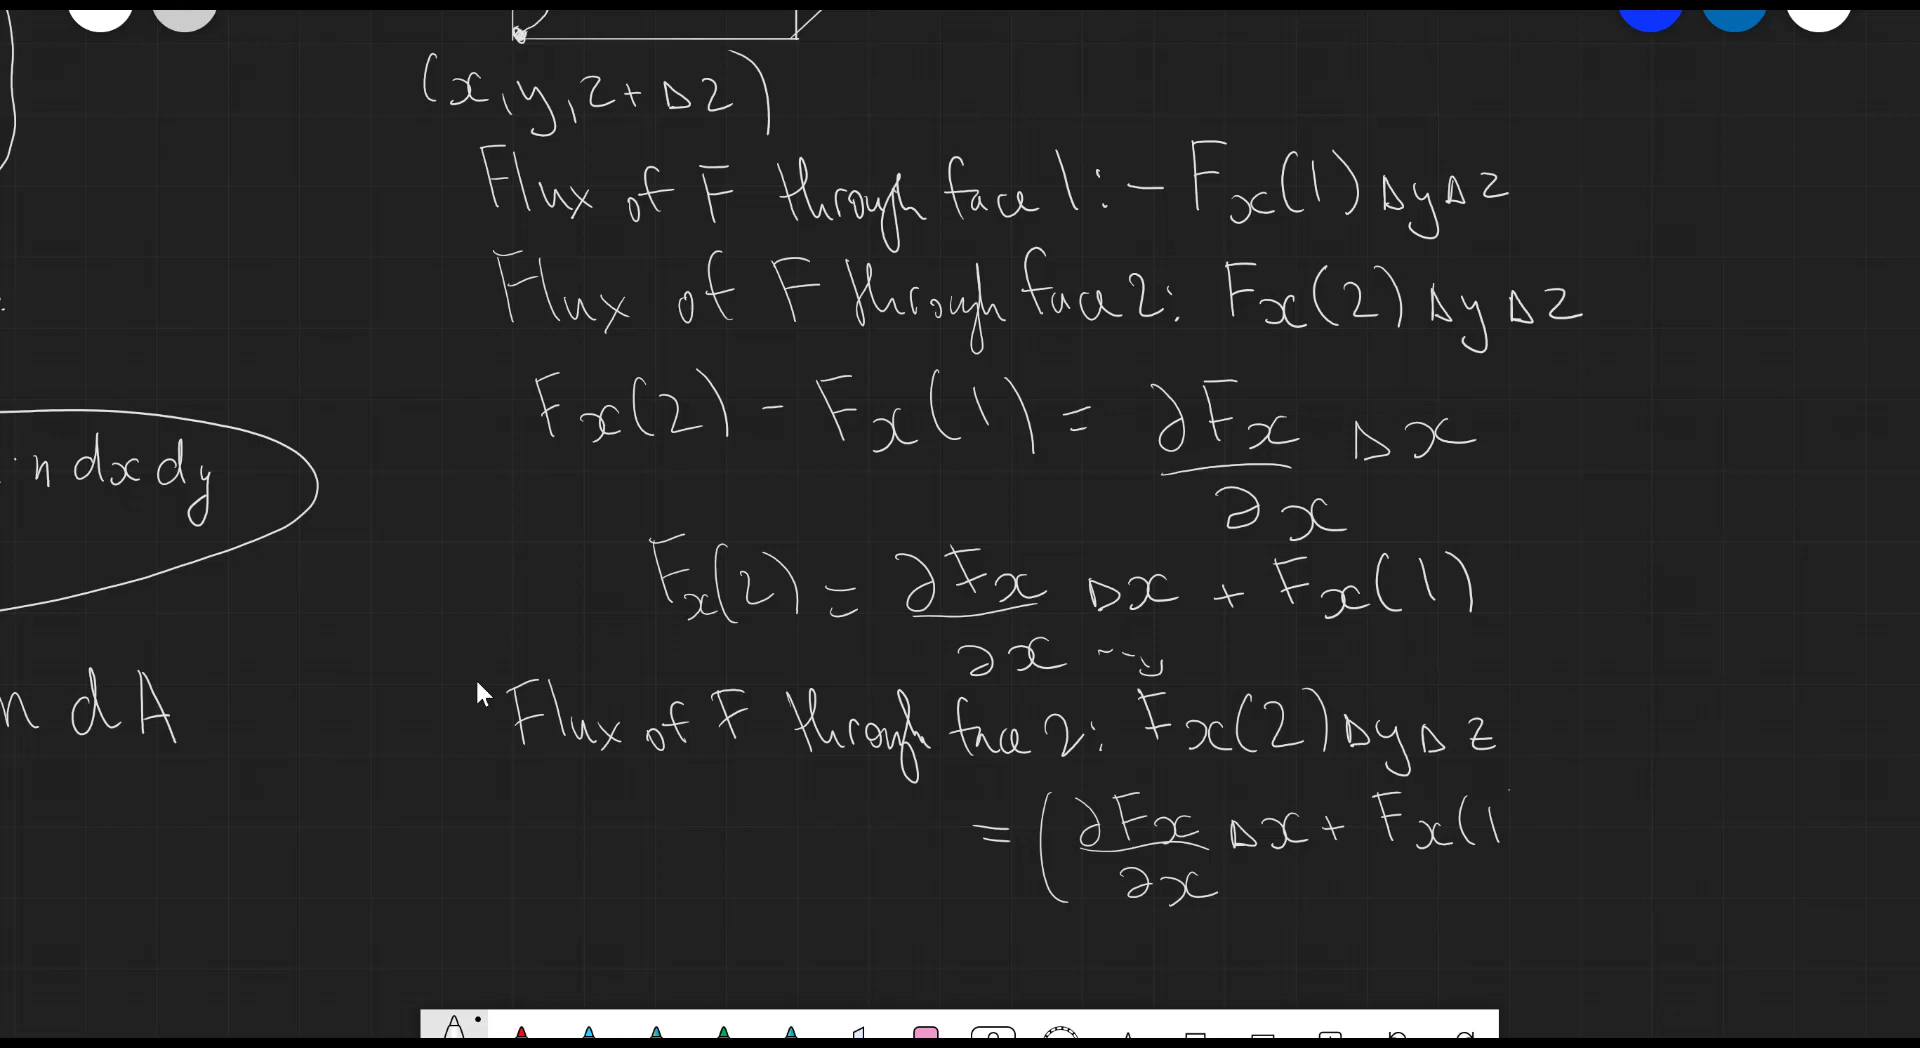 (x, y, z + Δz)
Flux of F through face 1: - Fx(1) Δy Δz
Flux of F through face 2: Fx(2) Δy Δz
Fx(2) - Fx(1) = ∂Fx/∂x Δx
n dx dy
Fx(2) = ∂Fx/∂x Δx + Fx(1)
n dA
Flux of F through face 2: Fx(2) Δy Δz
= (∂Fx/∂x Δx + Fx(1